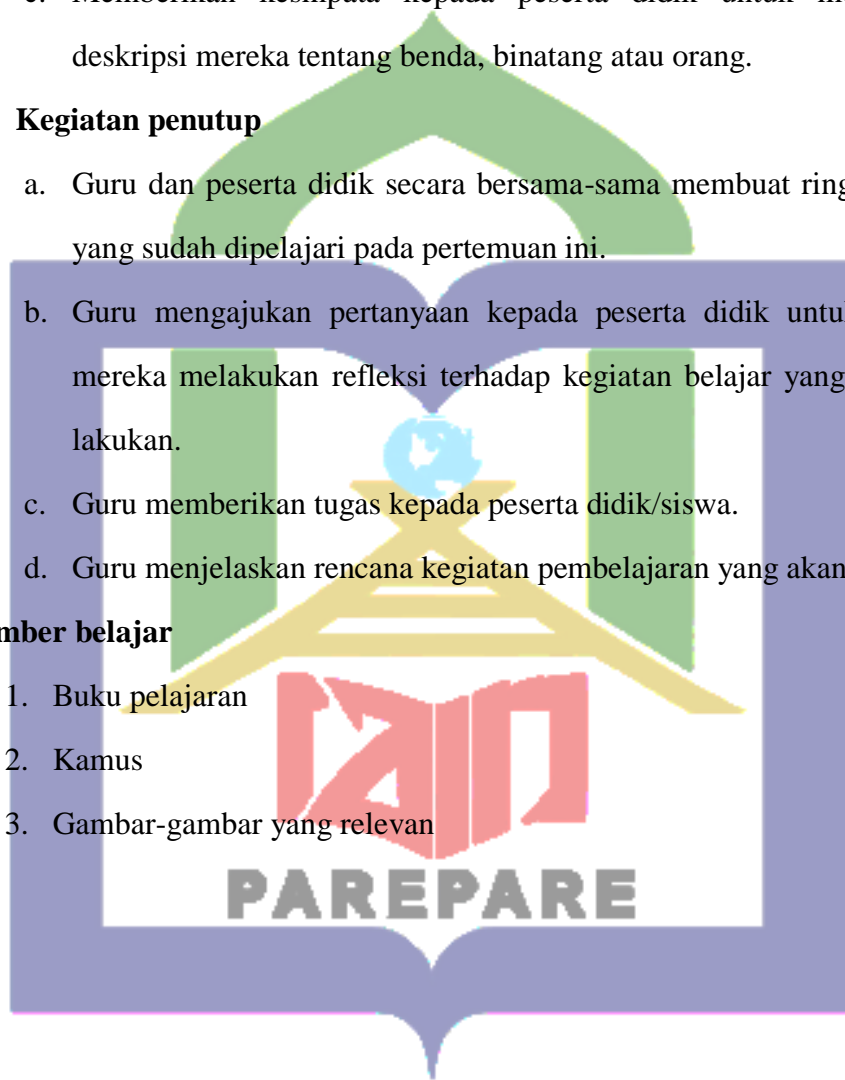 deskripsi mereka tentang benda, binatang atau orang.
Kegiatan penutup
a. Guru dan peserta didik secara bersama-sama membuat ring
yang sudah dipelajari pada pertemuan ini.
b. Guru mengajukan pertanyaan kepada peserta didik untu
mereka melakukan refleksi terhadap kegiatan belajar yang
lakukan.
c. Guru memberikan tugas kepada peserta didik/siswa.
d. Guru menjelaskan rencana kegiatan pembelajaran yang akan
mber belajar
1. Buku pelajaran
2. Kamus
3. Gambar-gambar yang relevan
iain
PAREPARE